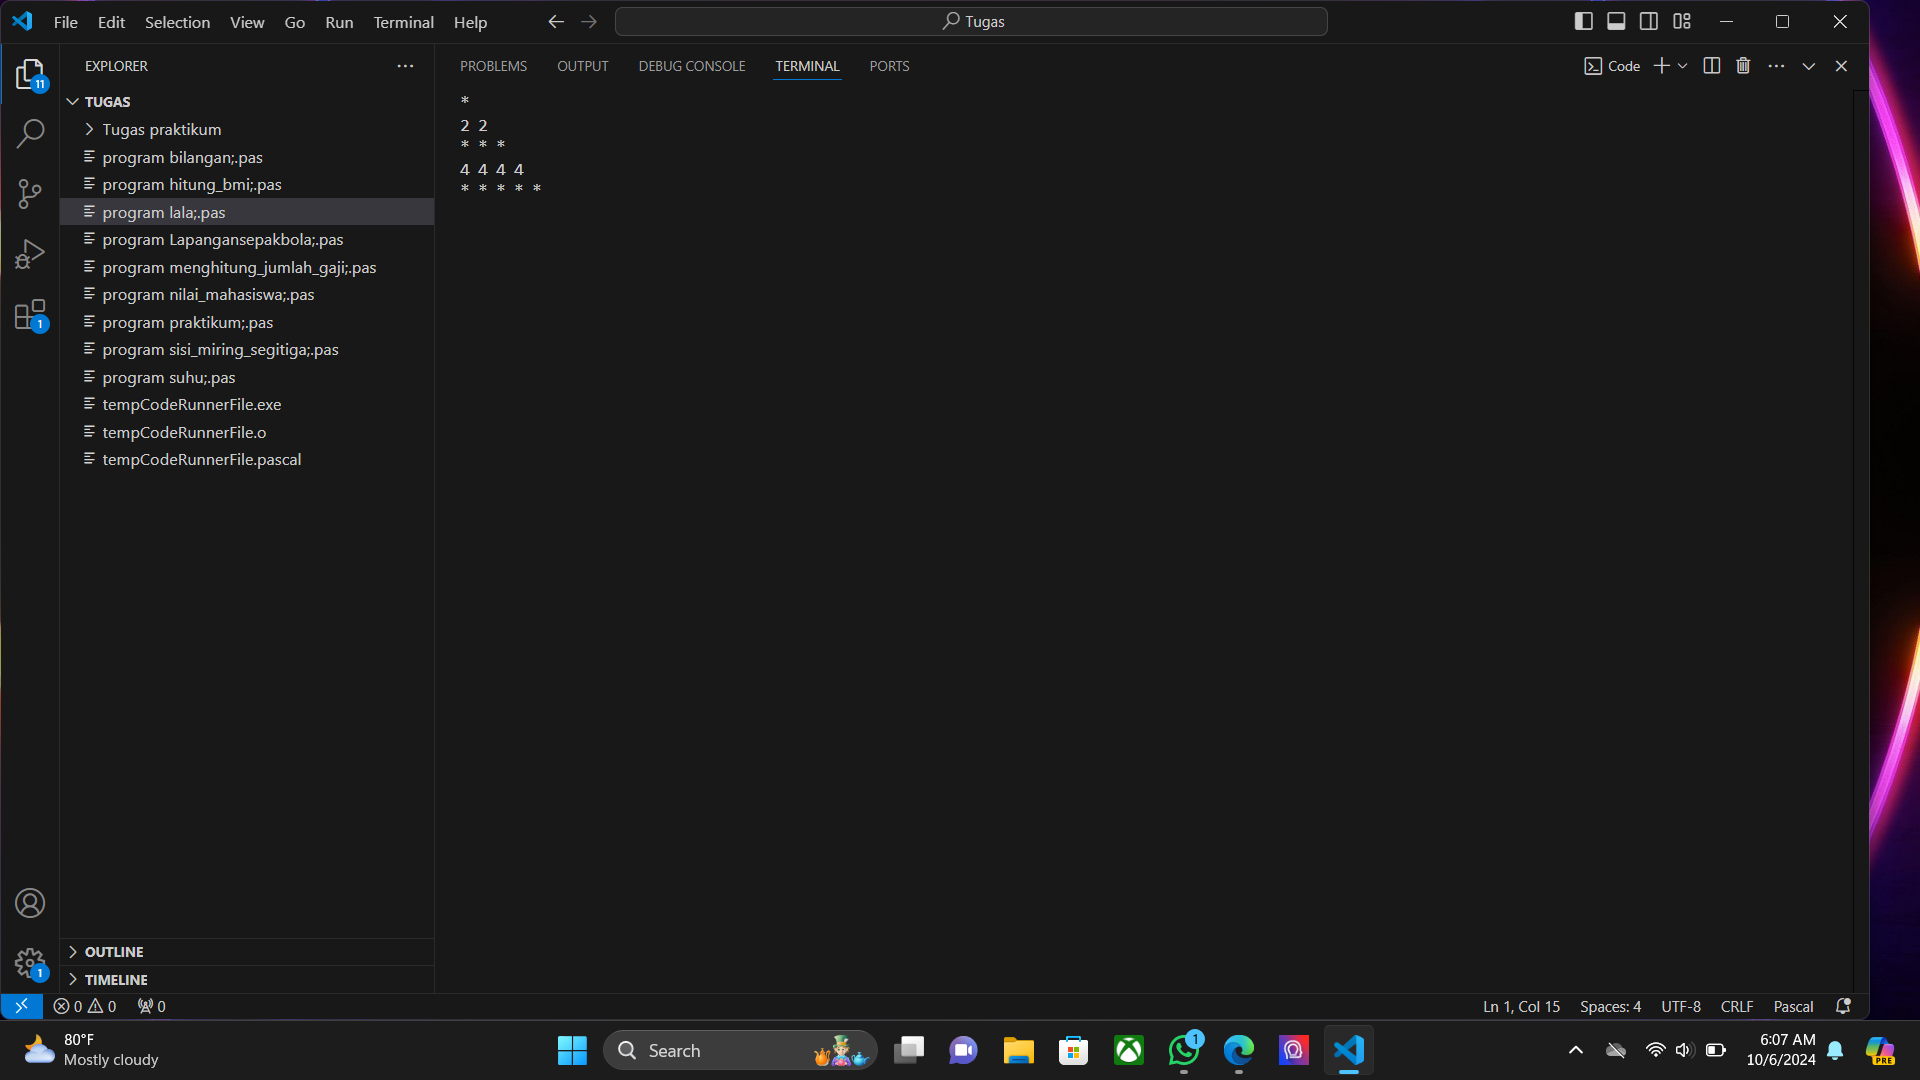 File Edit Selection View Go Run Terminal Help
Tugas
EXPLORER
PROBLEMS OUTPUT DEBUG CONSOLE TERMINAL PORTS
Code
11
TUGAS
Tugas praktikum
program bilangan;.pas
program hitung_bmi;.pas
program lala;.pas
program Lapangansepakbola;.pas
program menghitung_jumlah_gaji;.pas
program nilai_mahasiswa;.pas
program praktikum;.pas
program sisi_miring_segitiga;.pas
program suhu;.pas
tempCodeRunnerFile.exe
tempCodeRunnerFile.o
tempCodeRunnerFile.pascal
1
*
2 2
* * *
4 4 4 4
* * * * *
OUTLINE
1
TIMELINE
0 0 0
Ln 1, Col 15 Spaces: 4 UTF-8 CRLF Pascal
80°F
Mostly cloudy
Search
1
6:07 AM
10/6/2024
PRE